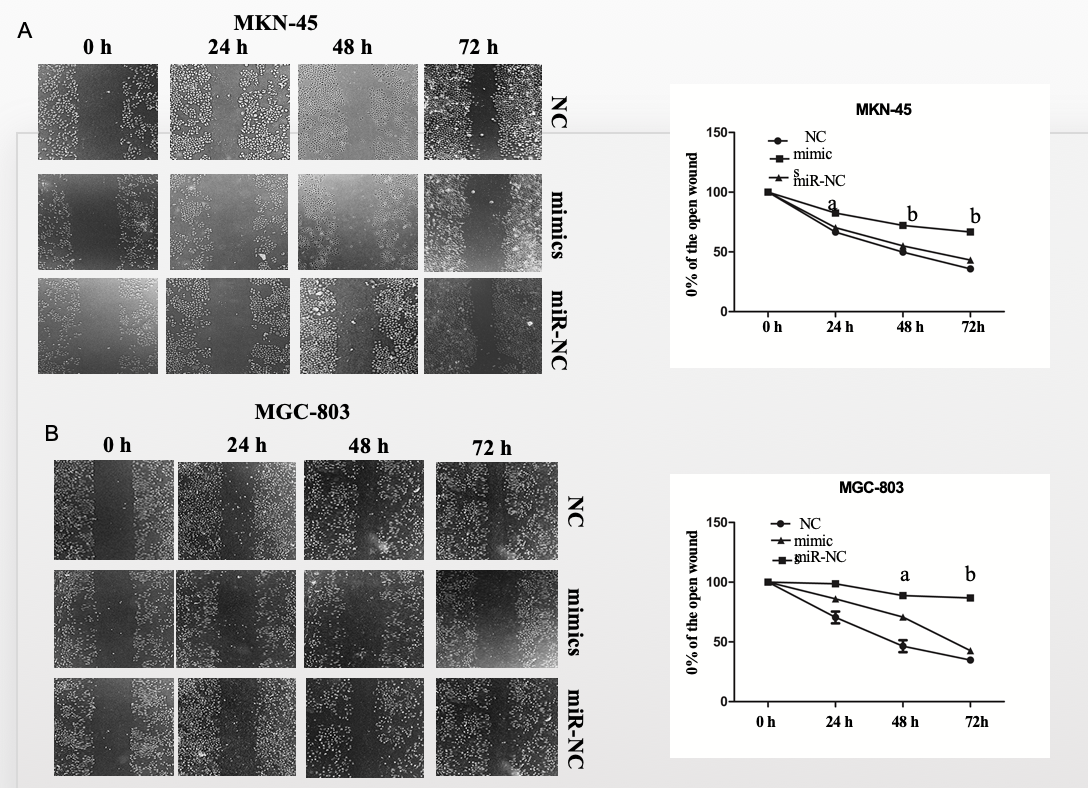 A
MKN-45
0 h 24 h 48 h 72 h
NC
mimics
miR-NC
MKN-45
0% of the open wound
150
100
50
0
NC
mimic
s
miR-NC
a
b
b
0 h 24 h 48 h 72h
B
MGC-803
0 h 24 h 48 h 72 h
NC
mimics
miR-NC
MGC-803
0% of the open wound
150
100
50
0
NC
mimic
s
miR-NC
a
b
0 h 24 h 48 h 72h